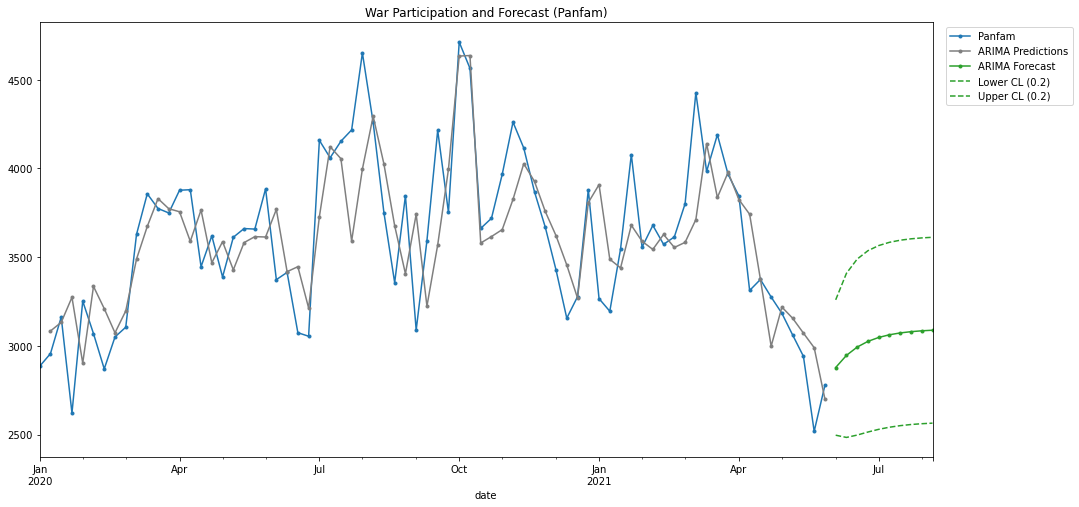 War Participation and Forecast (Panfam)
Panfam
ARIMA Predictions
ARIMA Forecast
Lower CL (0.2)
Upper CL (0.2)
4500
4000
3500
3000
2500
Jan Apr Jul Oct Jan Apr Jul
2020 2021
date